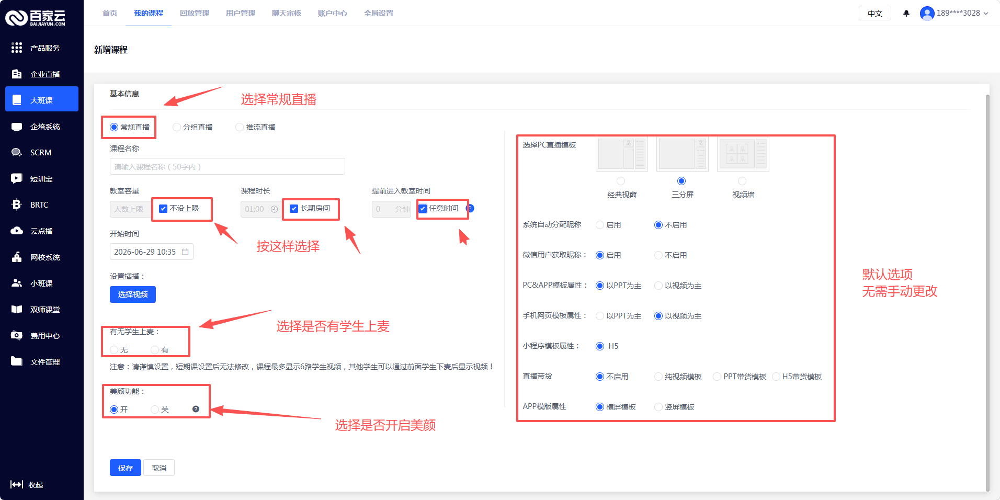 百家云
BAIJIAYUN.COM
首页 我的课程 回放管理 用户管理 聊天审核 账户中心 全局设置
中文 189****3028
产品服务
企业直播
大班课
企培系统
SCRM
短训宝
BRTC
云点播
网校系统
小班课
双师课堂
费用中心
文件管理
收起
新增课程
基本信息
选择常规直播
常规直播 分组直播 推流直播
课程名称
请输入课程名称（50字内）
教室容量 课程时长 提前进入教室时间
人数上限 不设上限 01:00 长期房间 0 分钟 任意时间 ?
按这样选择
开始时间
2026-06-29 10:35
设置插播：
选择视频
选择是否有学生上麦
有无学生上麦：
无 有
注意：请谨慎设置，短期课设置后无法修改，课程最多显示6路学生视频，其他学生可以通过前面学生下麦后显示视频！
美颜功能：
开 关 ?
选择是否开启美颜
保存 取消
选择PC直播模板
经典视窗 三分屏 视频墙
系统自动分配昵称 启用 不启用
微信用户获取昵称： 启用 不启用
PC&APP模板属性： 以PPT为主 以视频为主
手机网页模板属性： 以PPT为主 以视频为主
小程序模板属性： H5
直播带货 不启用 纯视频模板 PPT带货模板 H5带货模板
APP模版属性 横屏模板 竖屏模板
默认选项
无需手动更改